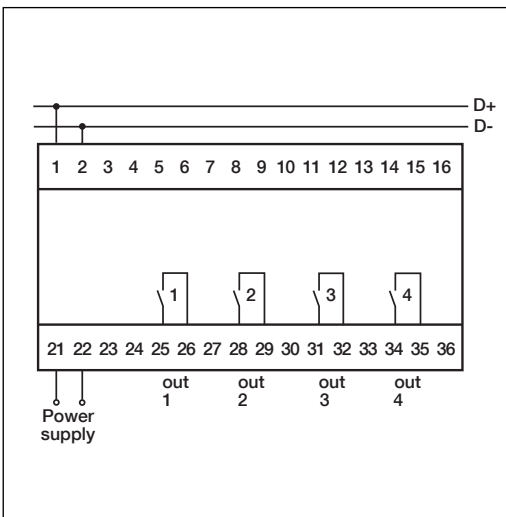 D+
D-
1 2 3 4 5 6 7 8 9 10 11 12 13 14 15 16
1 2 3 4
21 22 23 24 25 26 27 28 29 30 31 32 33 34 35 36
out out out out
1 2 3 4
Power
supply